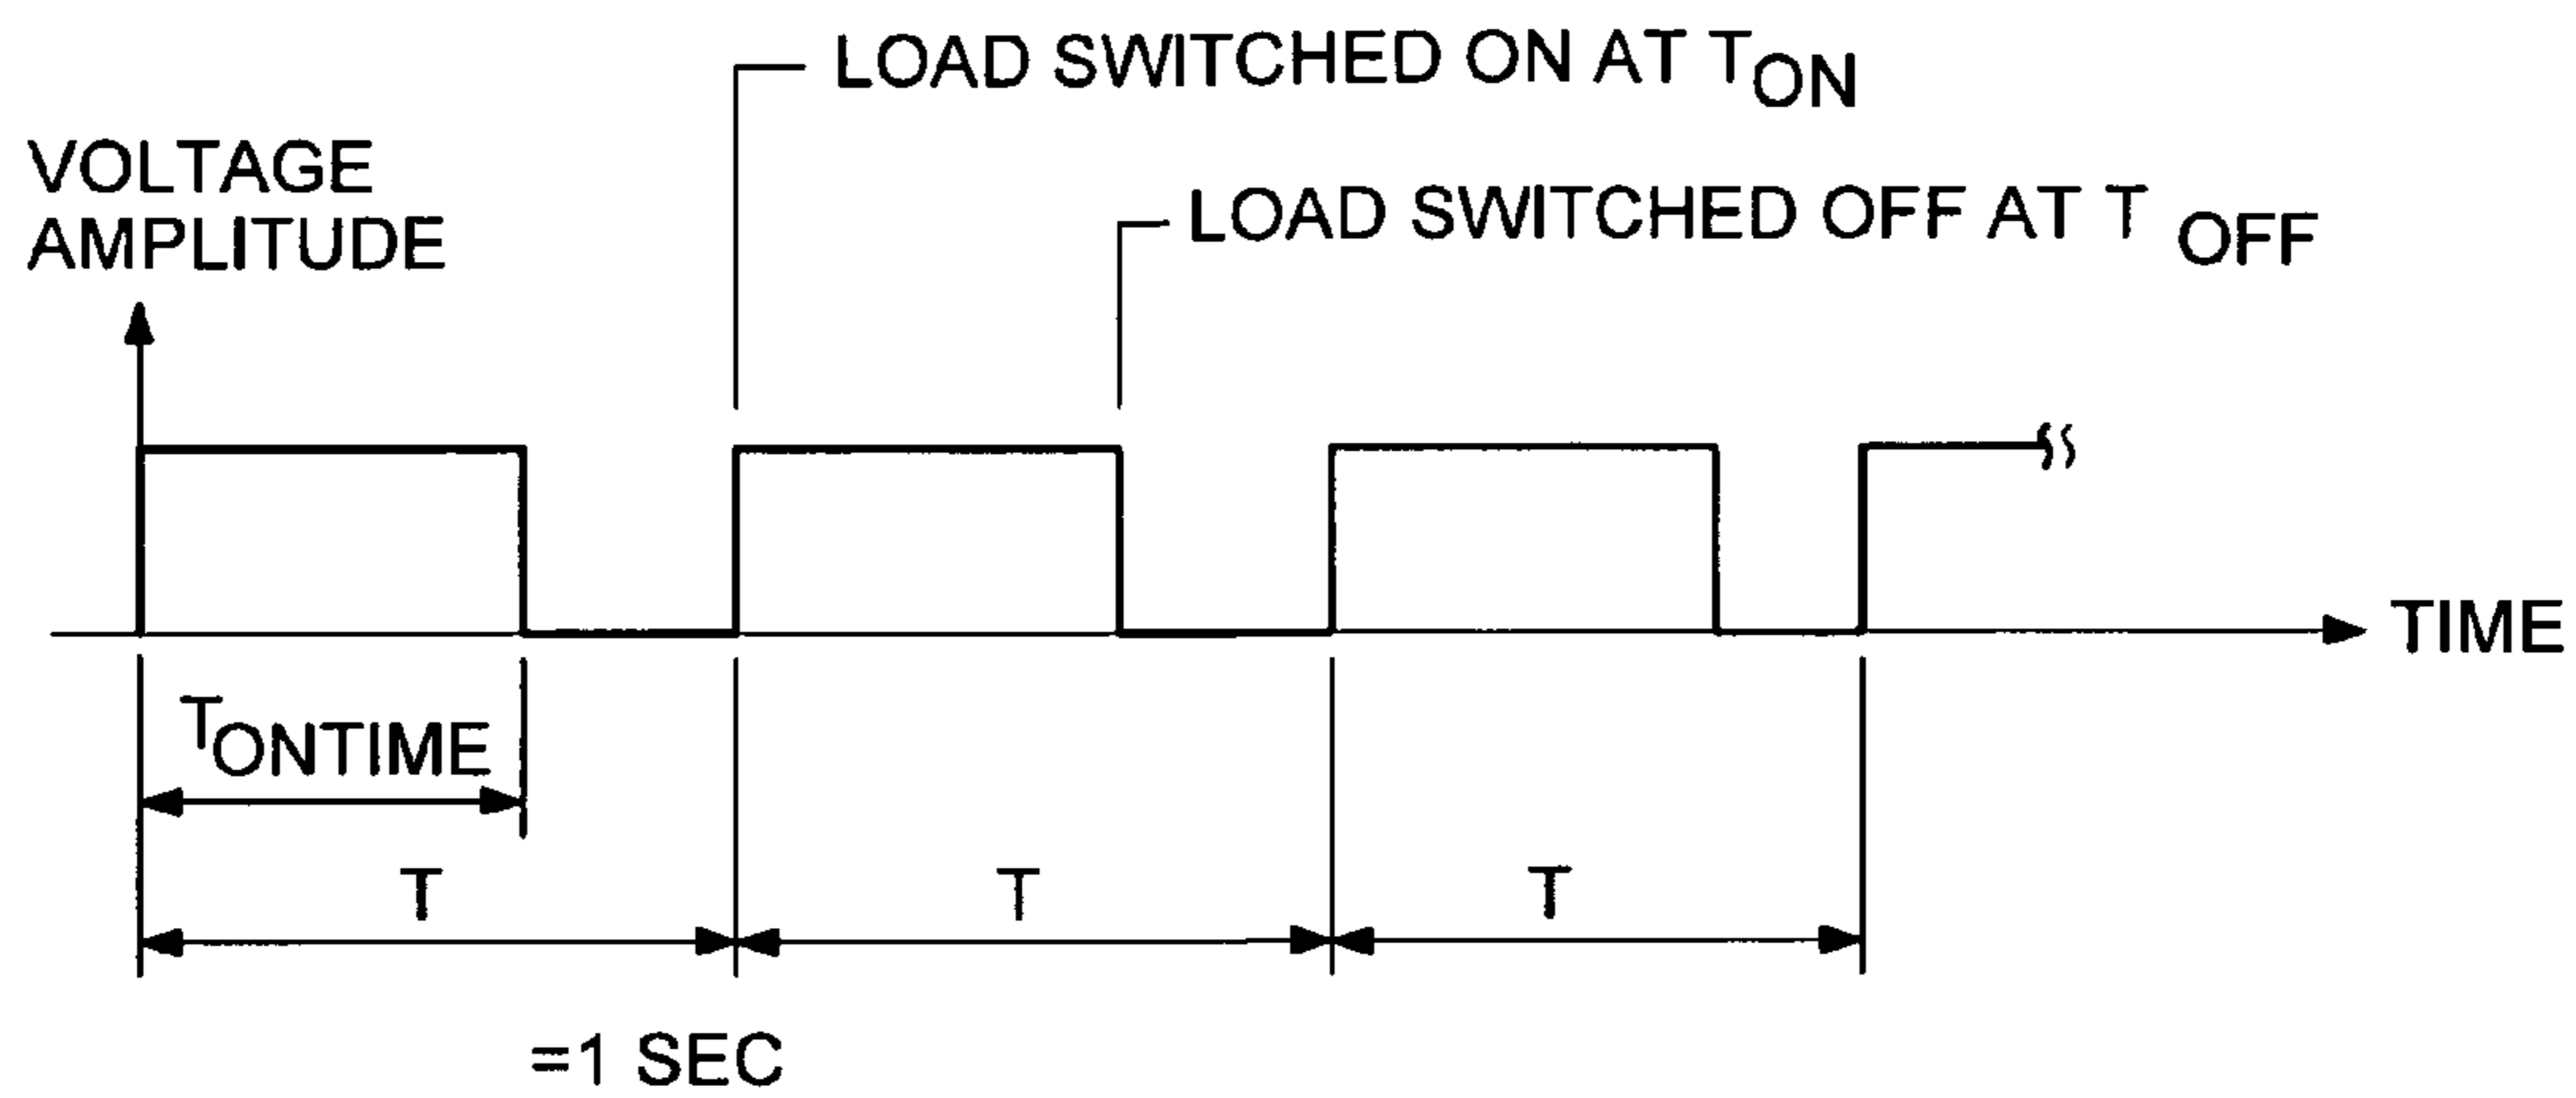 LOAD SWITCHED ON AT TON
VOLTAGE
AMPLITUDE
LOAD SWITCHED OFF AT T OFF
TIME
TONTIME
T
T
T
=1 SEC